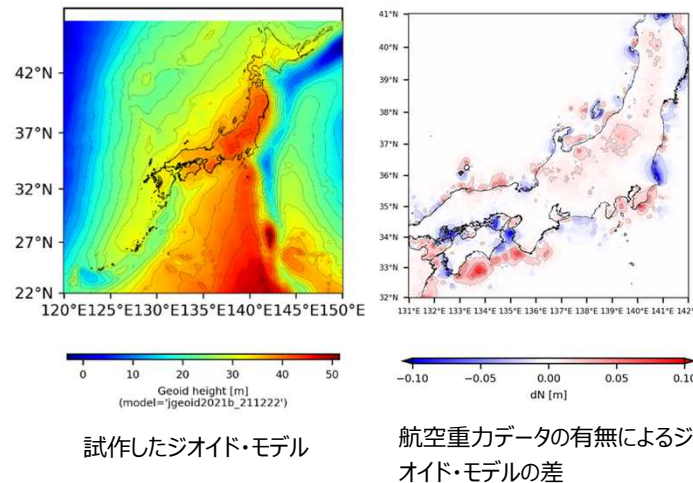 42°N
37°N
32°N
27°N
22°N
120°E125°E130°E135°E140°E145°E150°E
0 10 20 30 40 50
Geoid height [m]
(model='jgeoid2021b_211222')
試作したジオイド・モデル
41°N
40°N
39°N
38°N
37°N
36°N
35°N
34°N
33°N
32°N
131°E 132°E 133°E 134°E 135°E 136°E 137°E 138°E 139°E 140°E 141°E 142°E
−0.10 −0.05 0.00 0.05 0.10
dN [m]
航空重力データの有無によるジ
オイド・モデルの差